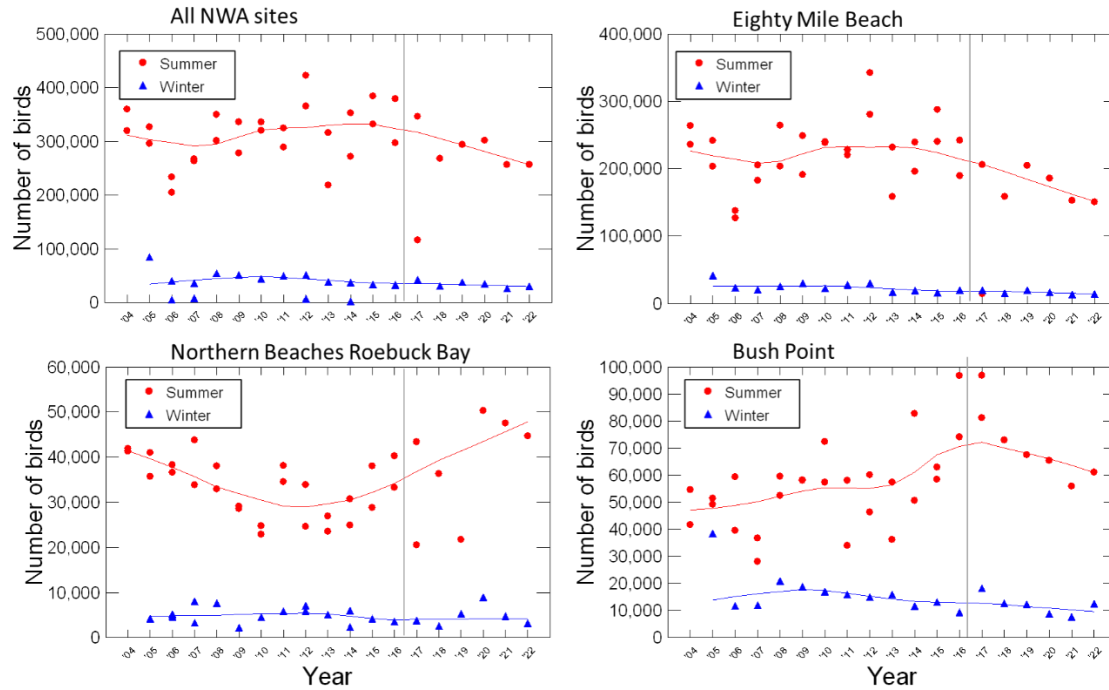 All NWA sites
Number of birds
500,000
400,000
300,000
200,000
100,000
0
Summer
Winter
'04 '05 '06 '07 '08 '09 '10 '11 '12 '13 '14 '15 '16 '17 '18 '19 '20 '21 '22
Eighty Mile Beach
Number of birds
400,000
300,000
200,000
100,000
0
Summer
Winter
'04 '05 '06 '07 '08 '09 '10 '11 '12 '13 '14 '15 '16 '17 '18 '19 '20 '21 '22
Northern Beaches Roebuck Bay
Number of birds
60,000
50,000
40,000
30,000
20,000
10,000
0
Summer
Winter
'04 '05 '06 '07 '08 '09 '10 '11 '12 '13 '14 '15 '16 '17 '18 '19 '20 '21 '22
Year
Bush Point
Number of birds
100,000
90,000
80,000
70,000
60,000
50,000
40,000
30,000
20,000
10,000
0
Summer
Winter
'04 '05 '06 '07 '08 '09 '10 '11 '12 '13 '14 '15 '16 '17 '18 '19 '20 '21 '22
Year